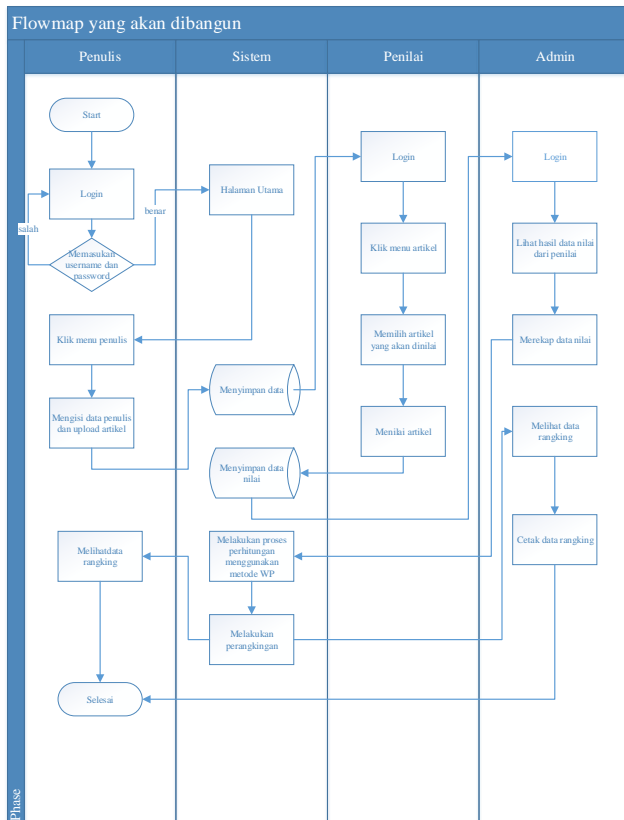 Flowmap yang akan dibangun
Penulis
Sistem
Penilai
Admin
Start
Login
salah
benar
Memasukan
username dan
password
Klik menu penulis
Mengisi data penulis
dan upload artikel
Melihatdata
rangking
Selesai
Halaman Utama
Menyimpan data
Menyimpan data
nilai
Melakukan proses
perhitungan
menggunakan
metode WP
Melakukan
perangkingan
Login
Klik menu artikel
Memilih artikel
yang akan dinilai
Menilai artikel
Login
Lihat hasil data nilai
dari penilai
Merekap data nilai
Melihat data
rangking
Cetak data rangking
Phase